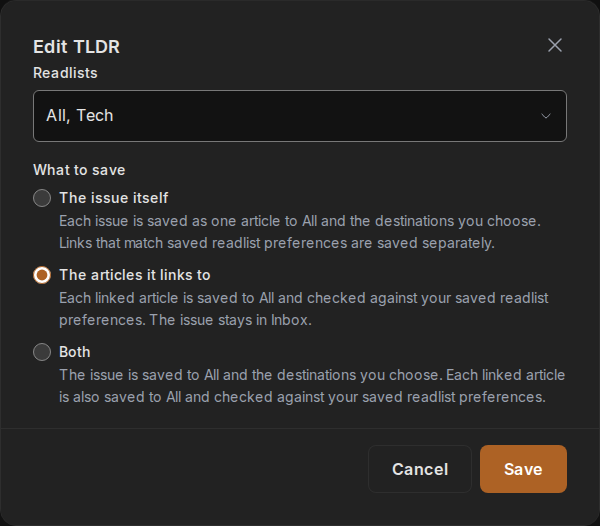 Edit TLDR
Readlists
All, Tech
What to save
The issue itself
Each issue is saved as one article to All and the destinations you choose.
Links that match saved readlist preferences are saved separately.
The articles it links to
Each linked article is saved to All and checked against your saved readlist
preferences. The issue stays in Inbox.
Both
The issue is saved to All and the destinations you choose. Each linked article
is also saved to All and checked against your saved readlist preferences.
Cancel
Save